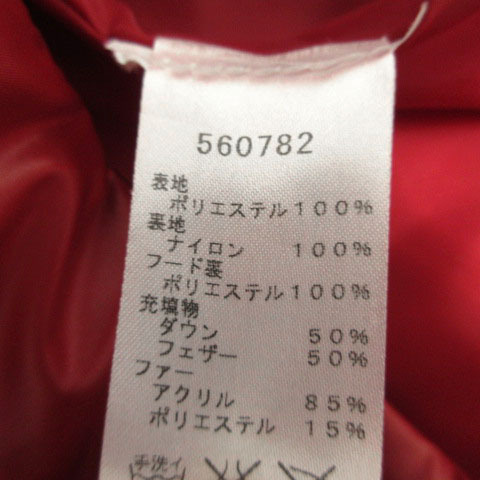 560782
表地
ポリエステル100%
裏地
ナイロン 100%
フード裏
ポリエステル100%
充填物
ダウン 50%
フェザー 50%
ファー
アクリル 85%
ポリエステル 15%
手洗イ